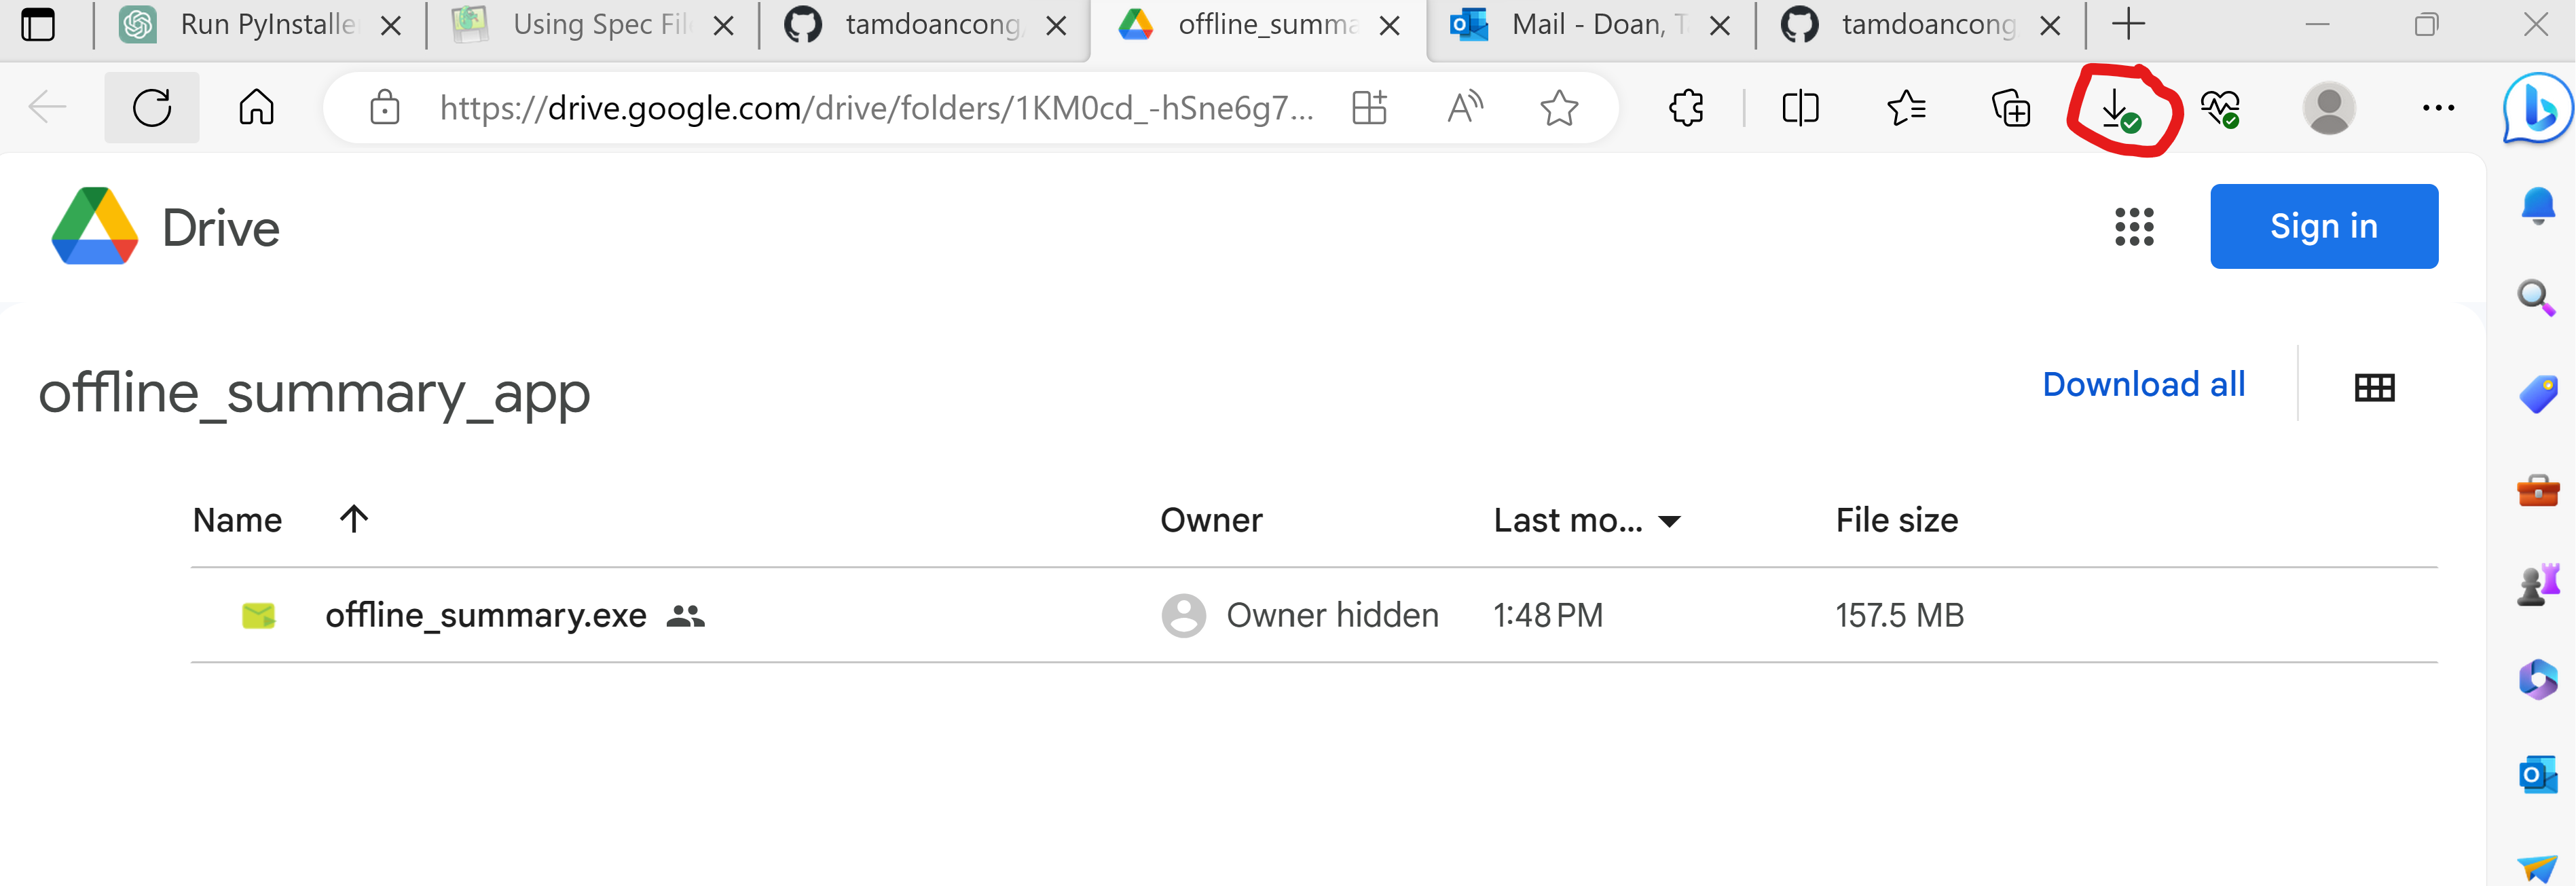 Run PyInstalle
Using Spec Fil
tamdoancong,
offline_summa
Mail - Doan, T
tamdoancong
https://drive.google.com/drive/folders/1KM0cd_-hSne6g7...
Drive
Sign in
offline_summary_app
Download all
Name Owner Last mo... File size
offline_summary.exe Owner hidden 1:48 PM 157.5 MB